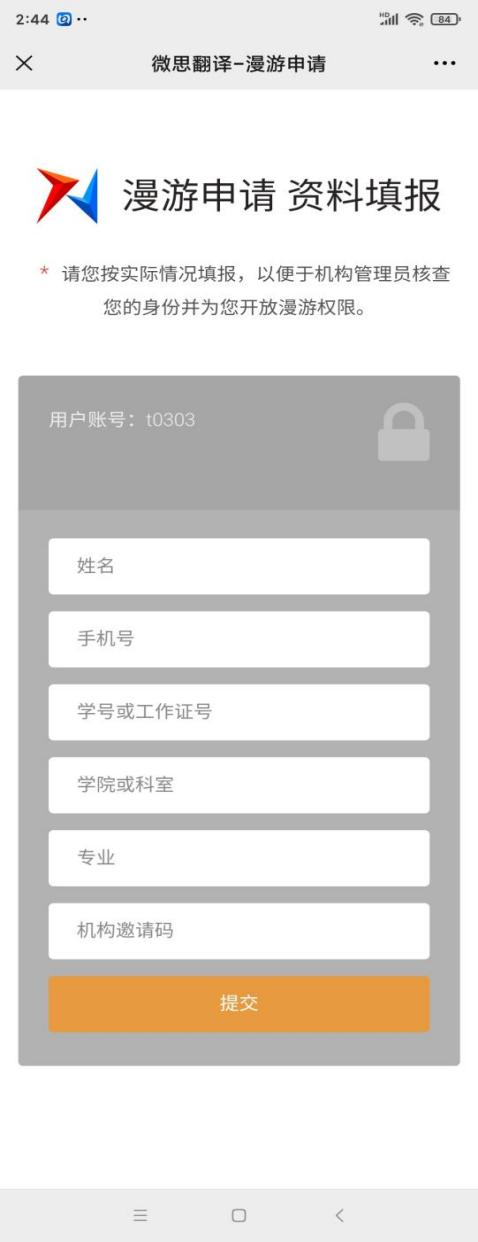 2:44
HD
84
微思翻译-漫游申请
漫游申请 资料填报
* 请您按实际情况填报，以便于机构管理员核查
您的身份并为您开放漫游权限。
用户账号：t0303
姓名
手机号
学号或工作证号
学院或科室
专业
机构邀请码
提交